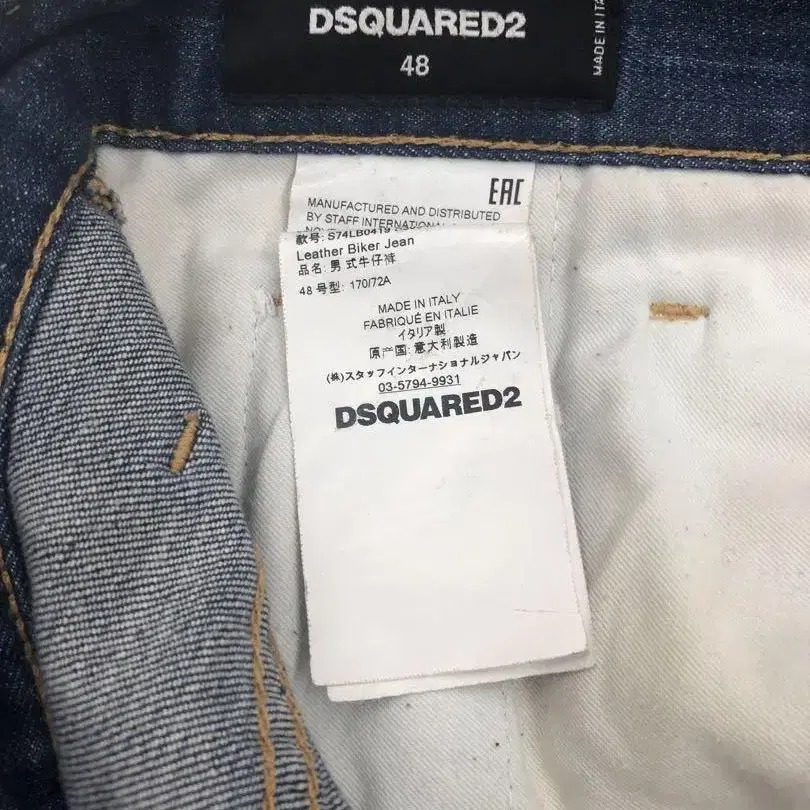 DSQUARED2
48
MADE IN
EAC
MANUFACTURED AND DISTRIBUTED
BY STAFF INTERNATIONAL
款号: S74LB0419
Leather Biker Jean
品名: 男式牛仔裤
48 号型: 170/72A
MADE IN ITALY
FABRIQUÉ EN ITALIE
イタリア製
原产国: 意大利製造
(株)スタッフインターナショナルジャパン
03-5794-9931
DSQUARED2